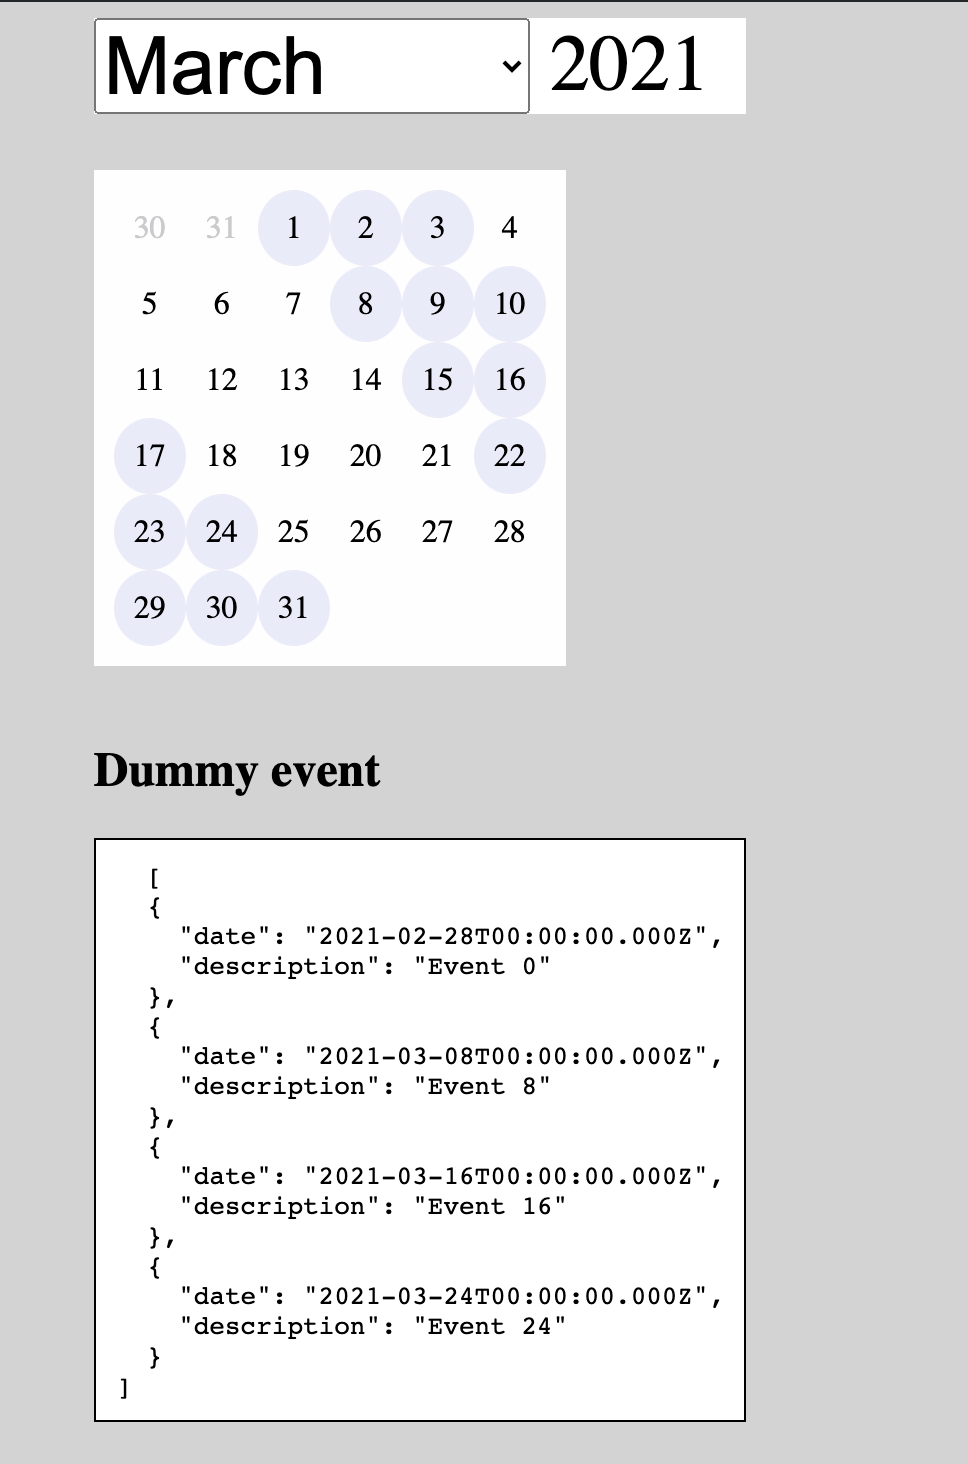 March 2021
30 31 1 2 3 4
5 6 7 8 9 10
11 12 13 14 15 16
17 18 19 20 21 22
23 24 25 26 27 28
29 30 31
Dummy event
[
{
"date": "2021-02-28T00:00:00.000Z",
"description": "Event 0"
},
{
"date": "2021-03-08T00:00:00.000Z",
"description": "Event 8"
},
{
"date": "2021-03-16T00:00:00.000Z",
"description": "Event 16"
},
{
"date": "2021-03-24T00:00:00.000Z",
"description": "Event 24"
}
]